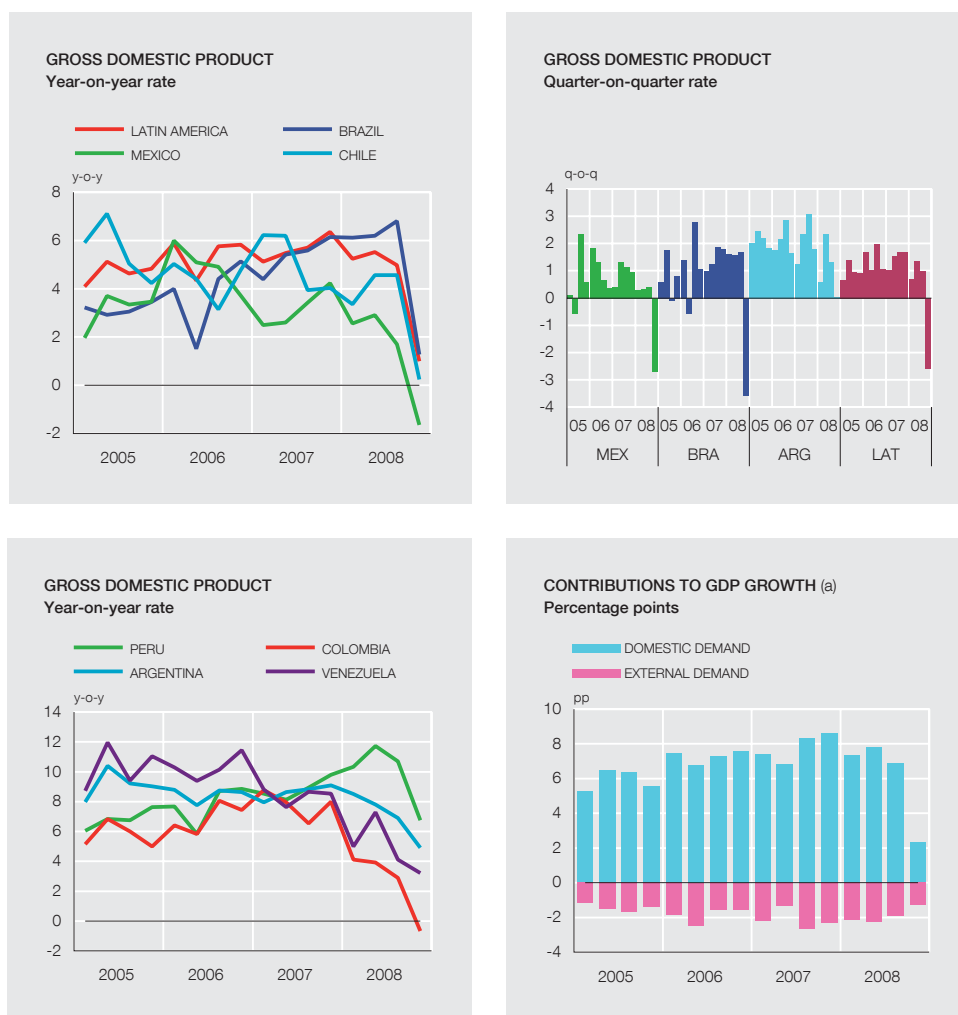 GROSS DOMESTIC PRODUCT
Year-on-year rate
LATIN AMERICA BRAZIL
MEXICO CHILE
y-o-y
8
6
4
2
0
-2
2005 2006 2007 2008
GROSS DOMESTIC PRODUCT
Quarter-on-quarter rate
q-o-q
4
3
2
1
0
-1
-2
-3
-4
05 06 07 08 05 06 07 08 05 06 07 08 05 06 07 08
MEX BRA ARG LAT
GROSS DOMESTIC PRODUCT
Year-on-year rate
PERU COLOMBIA
ARGENTINA VENEZUELA
y-o-y
14
12
10
8
6
4
2
0
-2
2005 2006 2007 2008
CONTRIBUTIONS TO GDP GROWTH (a)
Percentage points
DOMESTIC DEMAND
EXTERNAL DEMAND
pp
10
8
6
4
2
0
-2
-4
2005 2006 2007 2008